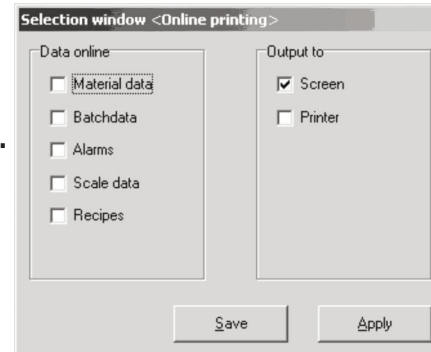 Selection window <Online printing>
Data online
Material data
Batchdata
Alarms
Scale data
Recipes
Output to
Screen
Printer
Save
Apply